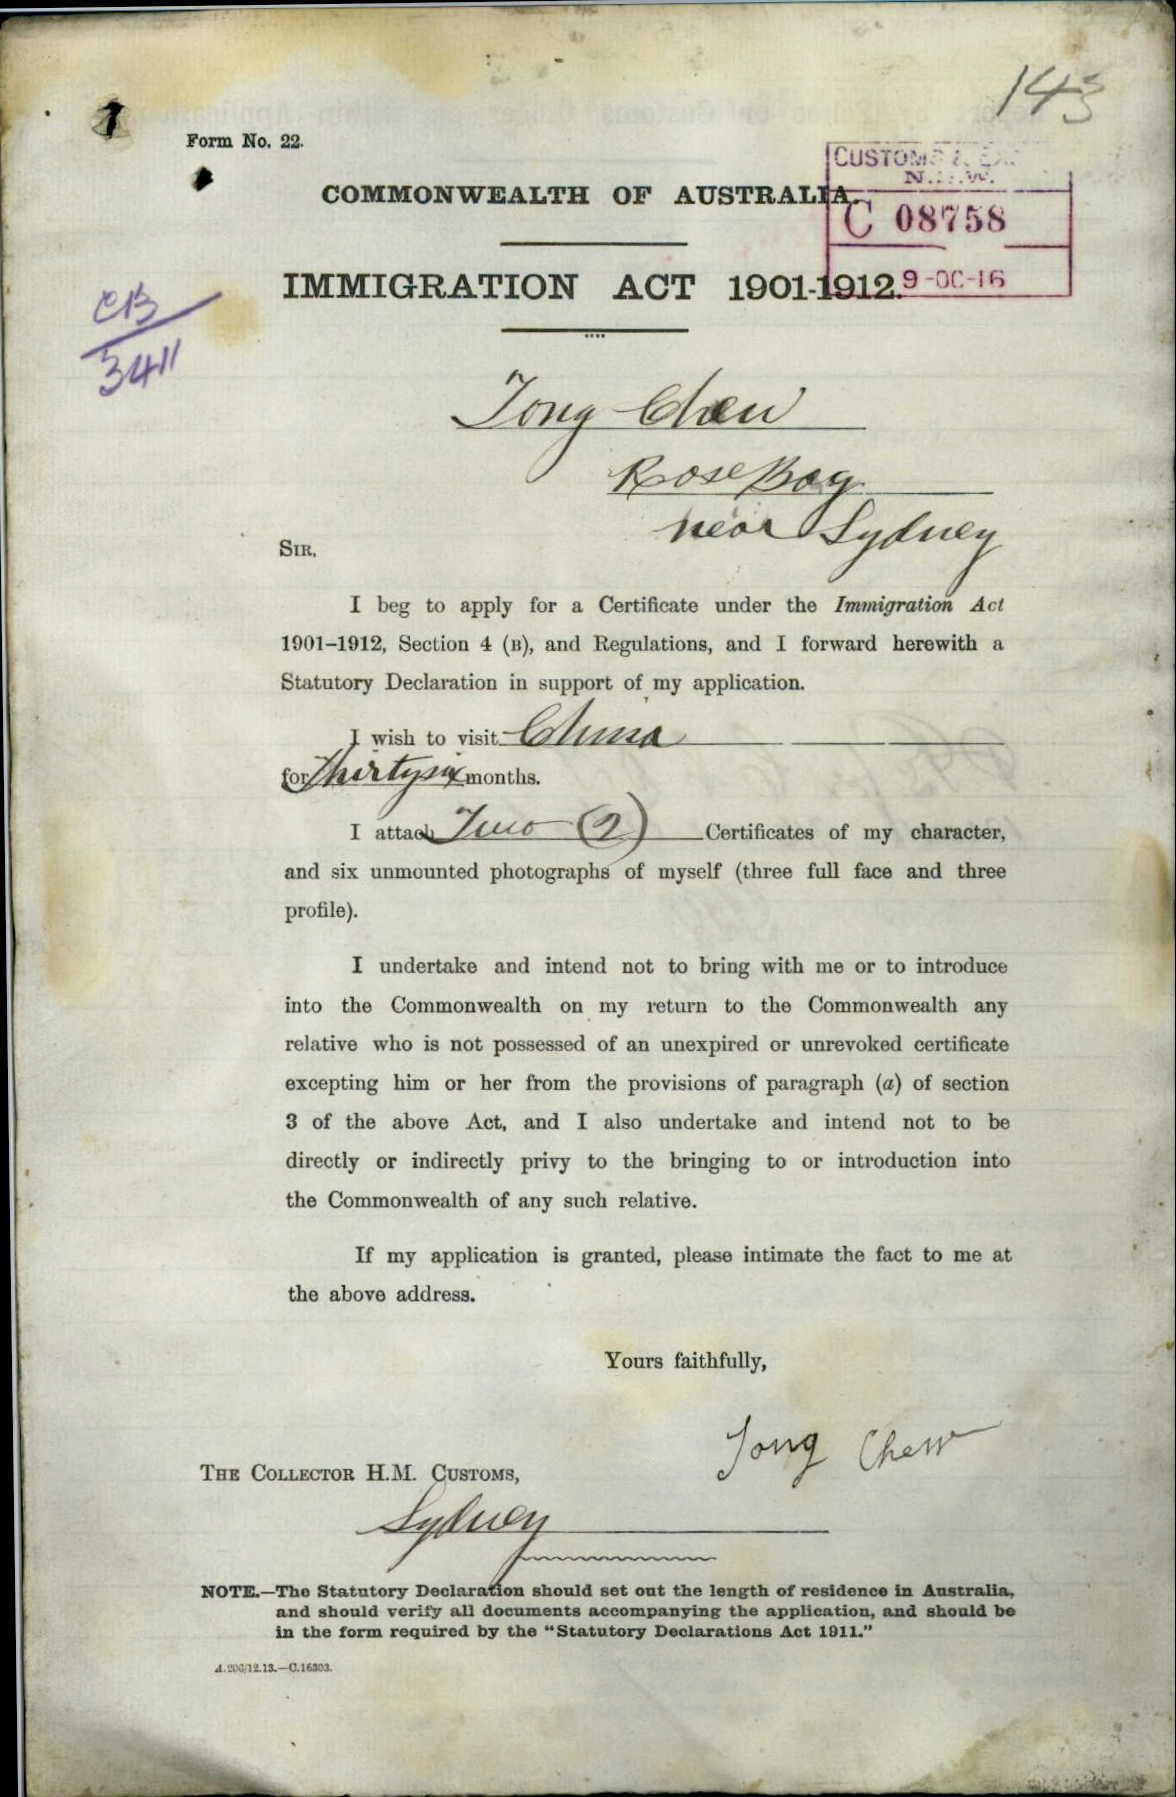 143
Form No. 22.
CUSTOMS &
N.S.W.
COMMONWEALTH OF AUSTRALIA.
C 08758
IMMIGRATION ACT 1901-1912.
9-OC-16
CB
3411
Tong Chew
Rose Bay
near Sydney
SIR,
I beg to apply for a Certificate under the Immigration Act
1901–1912, Section 4 (B), and Regulations, and I forward herewith a
Statutory Declaration in support of my application.
I wish to visit China
for Thirtysix months.
I attach Two (2) Certificates of my character,
and six unmounted photographs of myself (three full face and three
profile).
I undertake and intend not to bring with me or to introduce
into the Commonwealth on my return to the Commonwealth any
relative who is not possessed of an unexpired or unrevoked certificate
excepting him or her from the provisions of paragraph (a) of section
3 of the above Act, and I also undertake and intend not to be
directly or indirectly privy to the bringing to or introduction into
the Commonwealth of any such relative.
If my application is granted, please intimate the fact to me at
the above address.
Yours faithfully,
Tong Chew
THE COLLECTOR H.M. CUSTOMS,
Sydney
NOTE.—The Statutory Declaration should set out the length of residence in Australia,
and should verify all documents accompanying the application, and should be
in the form required by the "Statutory Declarations Act 1911."
A.206/12.13.—C.16303.